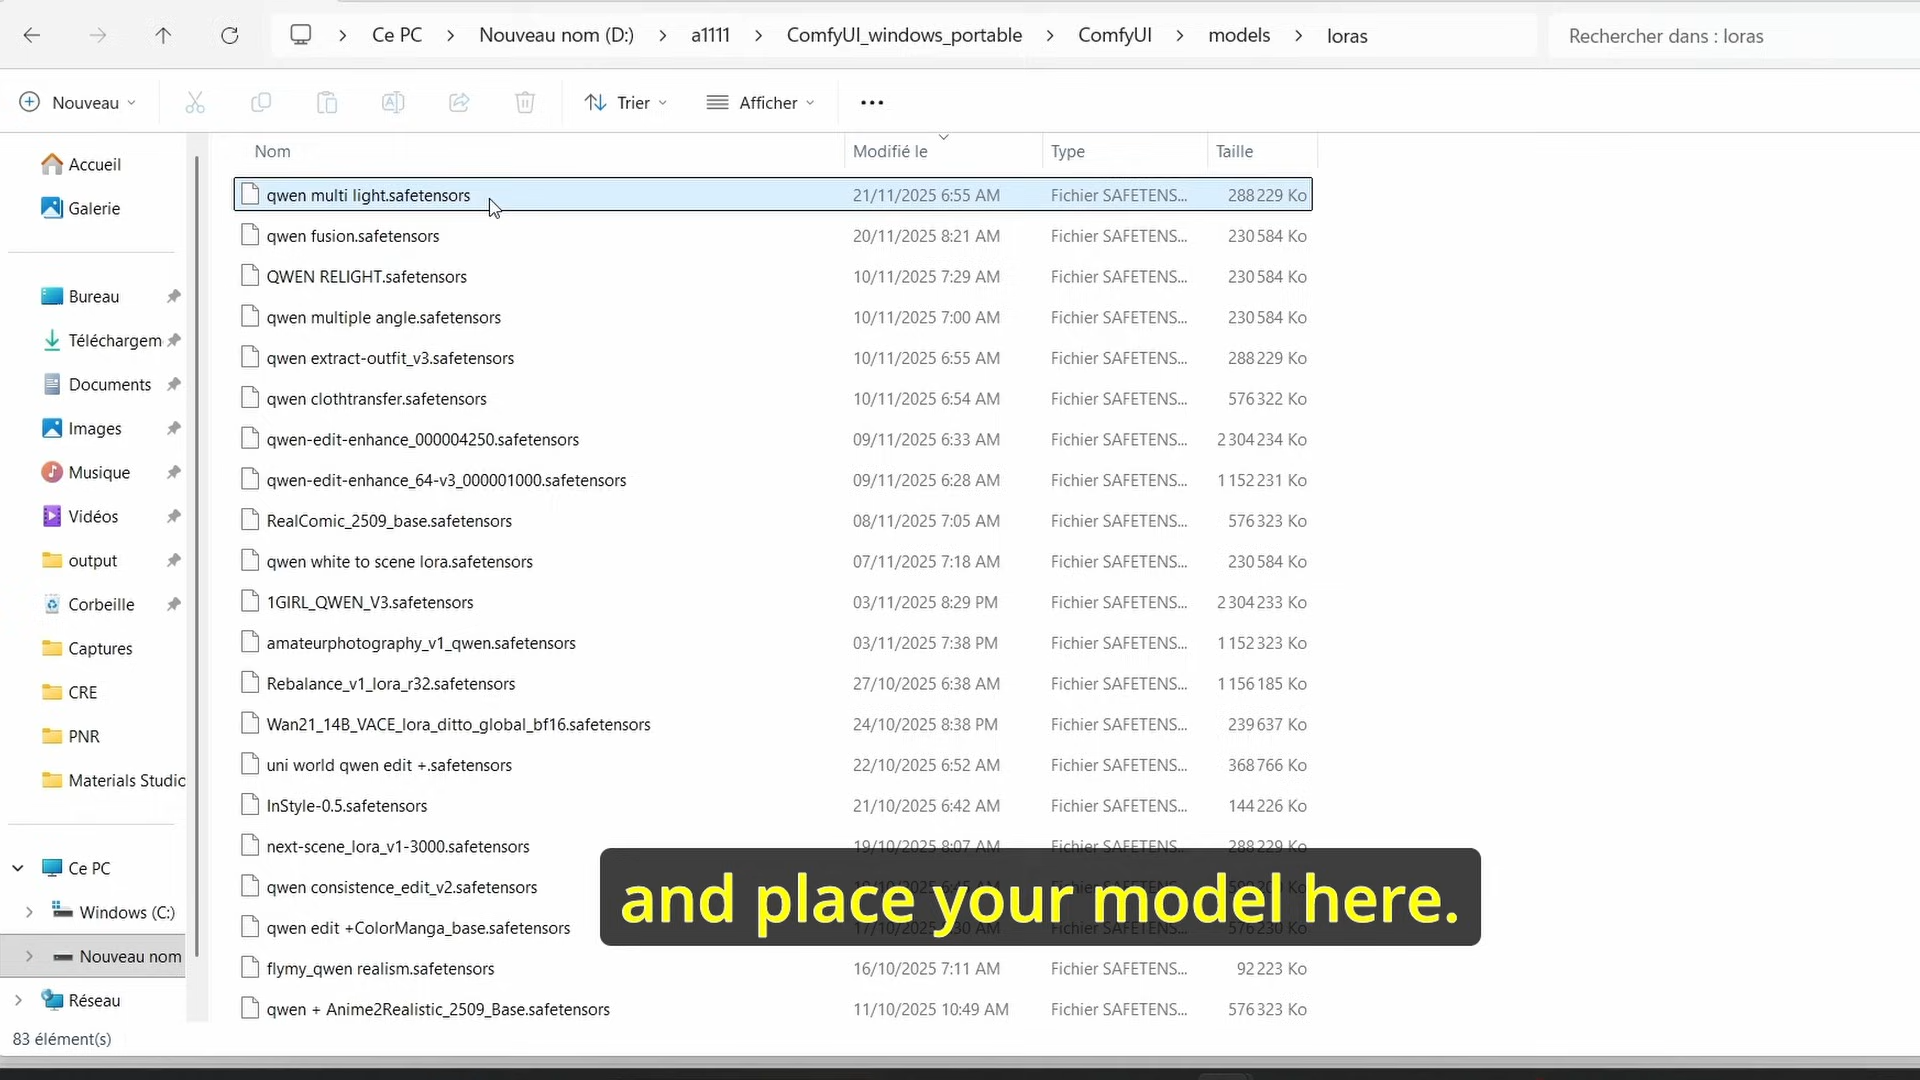 Ce PC > Nouveau nom (D:) > a1111 > ComfyUI_windows_portable > ComfyUI > models > loras
Rechercher dans : loras
Nouveau
Trier
Afficher
Nom Modifié le Type Taille
Accueil
Galerie
Bureau
Téléchargem
Documents
Images
Musique
Vidéos
output
Corbeille
Captures
CRE
PNR
Materials Studio
Ce PC
Windows (C:)
Nouveau nom
Réseau
qwen multi light.safetensors 21/11/2025 6:55 AM Fichier SAFETENS... 288 229 Ko
qwen fusion.safetensors 20/11/2025 8:21 AM Fichier SAFETENS... 230 584 Ko
QWEN RELIGHT.safetensors 10/11/2025 7:29 AM Fichier SAFETENS... 230 584 Ko
qwen multiple angle.safetensors 10/11/2025 7:00 AM Fichier SAFETENS... 230 584 Ko
qwen extract-outfit_v3.safetensors 10/11/2025 6:55 AM Fichier SAFETENS... 288 229 Ko
qwen clothtransfer.safetensors 10/11/2025 6:54 AM Fichier SAFETENS... 576 322 Ko
qwen-edit-enhance_000004250.safetensors 09/11/2025 6:33 AM Fichier SAFETENS... 2 304 234 Ko
qwen-edit-enhance_64-v3_000001000.safetensors 09/11/2025 6:28 AM Fichier SAFETENS... 1 152 231 Ko
RealComic_2509_base.safetensors 08/11/2025 7:05 AM Fichier SAFETENS... 576 323 Ko
qwen white to scene lora.safetensors 07/11/2025 7:18 AM Fichier SAFETENS... 230 584 Ko
1GIRL_QWEN_V3.safetensors 03/11/2025 8:29 PM Fichier SAFETENS... 2 304 233 Ko
amateurphotography_v1_qwen.safetensors 03/11/2025 7:38 PM Fichier SAFETENS... 1 152 323 Ko
Rebalance_v1_lora_r32.safetensors 27/10/2025 6:38 AM Fichier SAFETENS... 1 156 185 Ko
Wan21_14B_VACE_lora_ditto_global_bf16.safetensors 24/10/2025 8:38 PM Fichier SAFETENS... 239 637 Ko
uni world qwen edit +.safetensors 22/10/2025 6:52 AM Fichier SAFETENS... 368 766 Ko
InStyle-0.5.safetensors 21/10/2025 6:42 AM Fichier SAFETENS... 144 226 Ko
next-scene_lora_v1-3000.safetensors 19/10/2025 8:07 AM Fichier SAFETENS... 288 229 Ko
qwen consistence_edit_v2.safetensors
qwen edit +ColorManga_base.safetensors
flymy_qwen realism.safetensors 16/10/2025 7:11 AM Fichier SAFETENS... 92 223 Ko
qwen + Anime2Realistic_2509_Base.safetensors 11/10/2025 10:49 AM Fichier SAFETENS... 576 323 Ko
and place your model here.
83 élément(s)